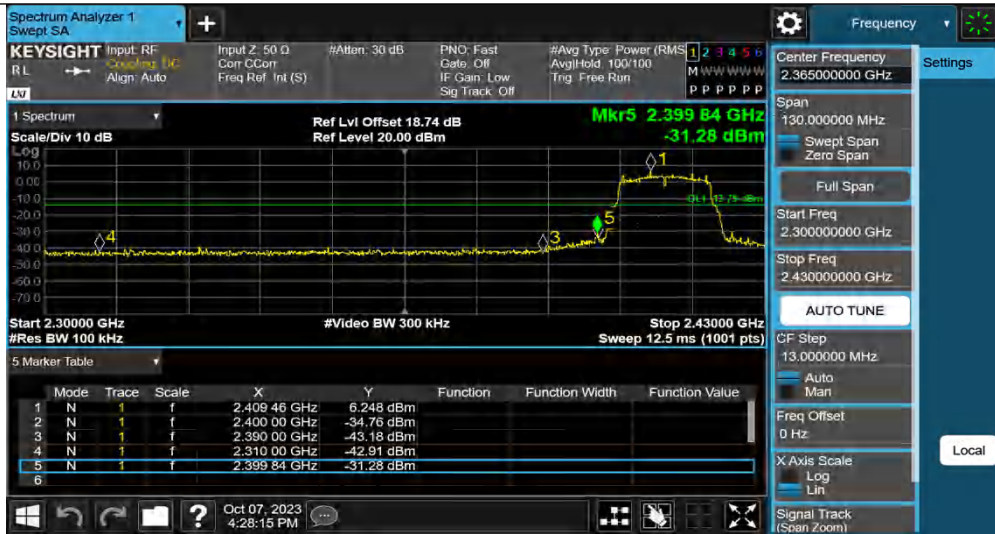 Spectrum Analyzer 1
Swept SA
Frequency
KEYSIGHT Input: RF Input Z: 50 Ω #Atten: 30 dB PNO: Fast #Avg Type: Power (RMS 1 2 3 4 5 6
RL Coupling: DC Corr CCorr Gate: Off Avg|Hold: 100/100 M W W W W W
Align: Auto Freq Ref: Int (S) IF Gain: Low Trig: Free Run
LXI Sig Track: Off P P P P P P
1 Spectrum
Scale/Div 10 dB
Ref Lvl Offset 18.74 dB
Ref Level 20.00 dBm
Mkr5 2.399 84 GHz
-31.28 dBm
Log
10.0
0.00
-10.0
-20.0
-30.0
-40.0
-50.0
-60.0
-70.0
1
5
3
4
Start 2.30000 GHz #Video BW 300 kHz Stop 2.43000 GHz
#Res BW 100 kHz Sweep 12.5 ms (1001 pts)
5 Marker Table
Mode Trace Scale X Y Function Function Width Function Value
1 N 1 f 2.409 46 GHz 6.248 dBm
2 N 1 f 2.400 00 GHz -34.76 dBm
3 N 1 f 2.390 00 GHz -43.18 dBm
4 N 1 f 2.310 00 GHz -42.91 dBm
5 N 1 f 2.399 84 GHz -31.28 dBm
6
Oct 07, 2023
4:28:15 PM
?
Center Frequency
2.365000000 GHz
Span
130.000000 MHz
Swept Span
Zero Span
Full Span
Start Freq
2.300000000 GHz
Stop Freq
2.430000000 GHz
AUTO TUNE
CF Step
13.000000 MHz
Auto
Man
Freq Offset
0 Hz
X Axis Scale
Log
Lin
Signal Track
(Span Zoom)
Settings
Local